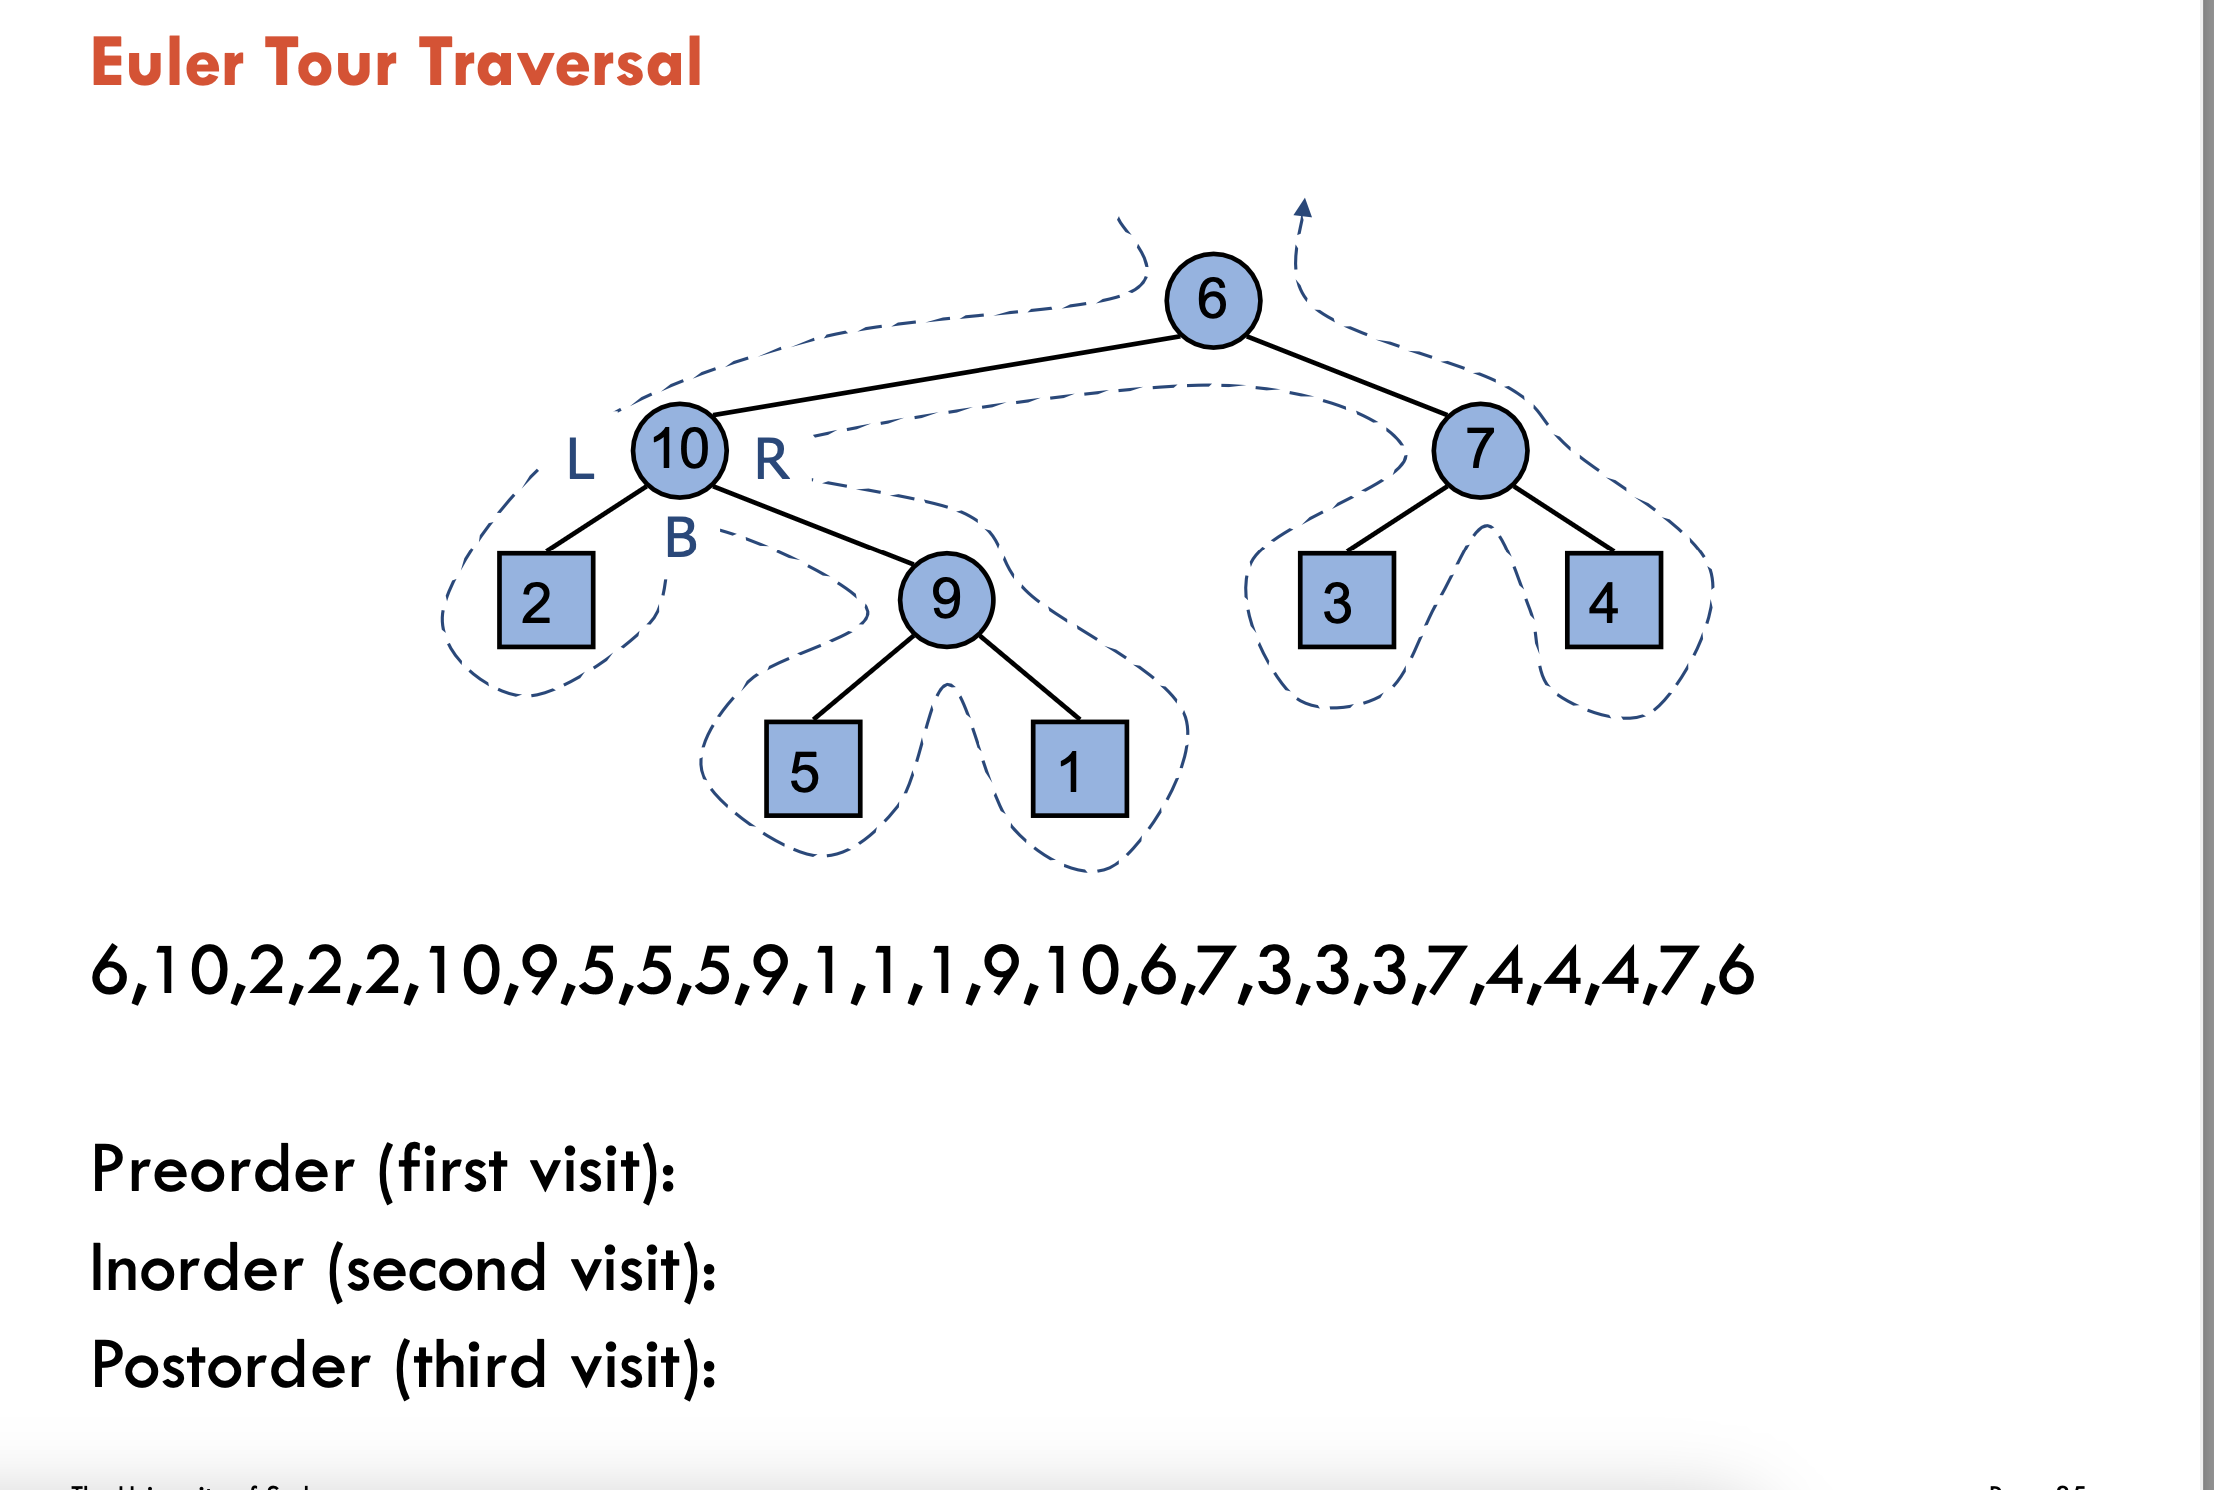 Euler Tour Traversal
6
L 10 R 7
B
2 9 3 4
5 1
6,10,2,2,2,10,9,5,5,5,9,1,1,1,9,10,6,7,3,3,3,7,4,4,4,7,6
Preorder (first visit):
Inorder (second visit):
Postorder (third visit):